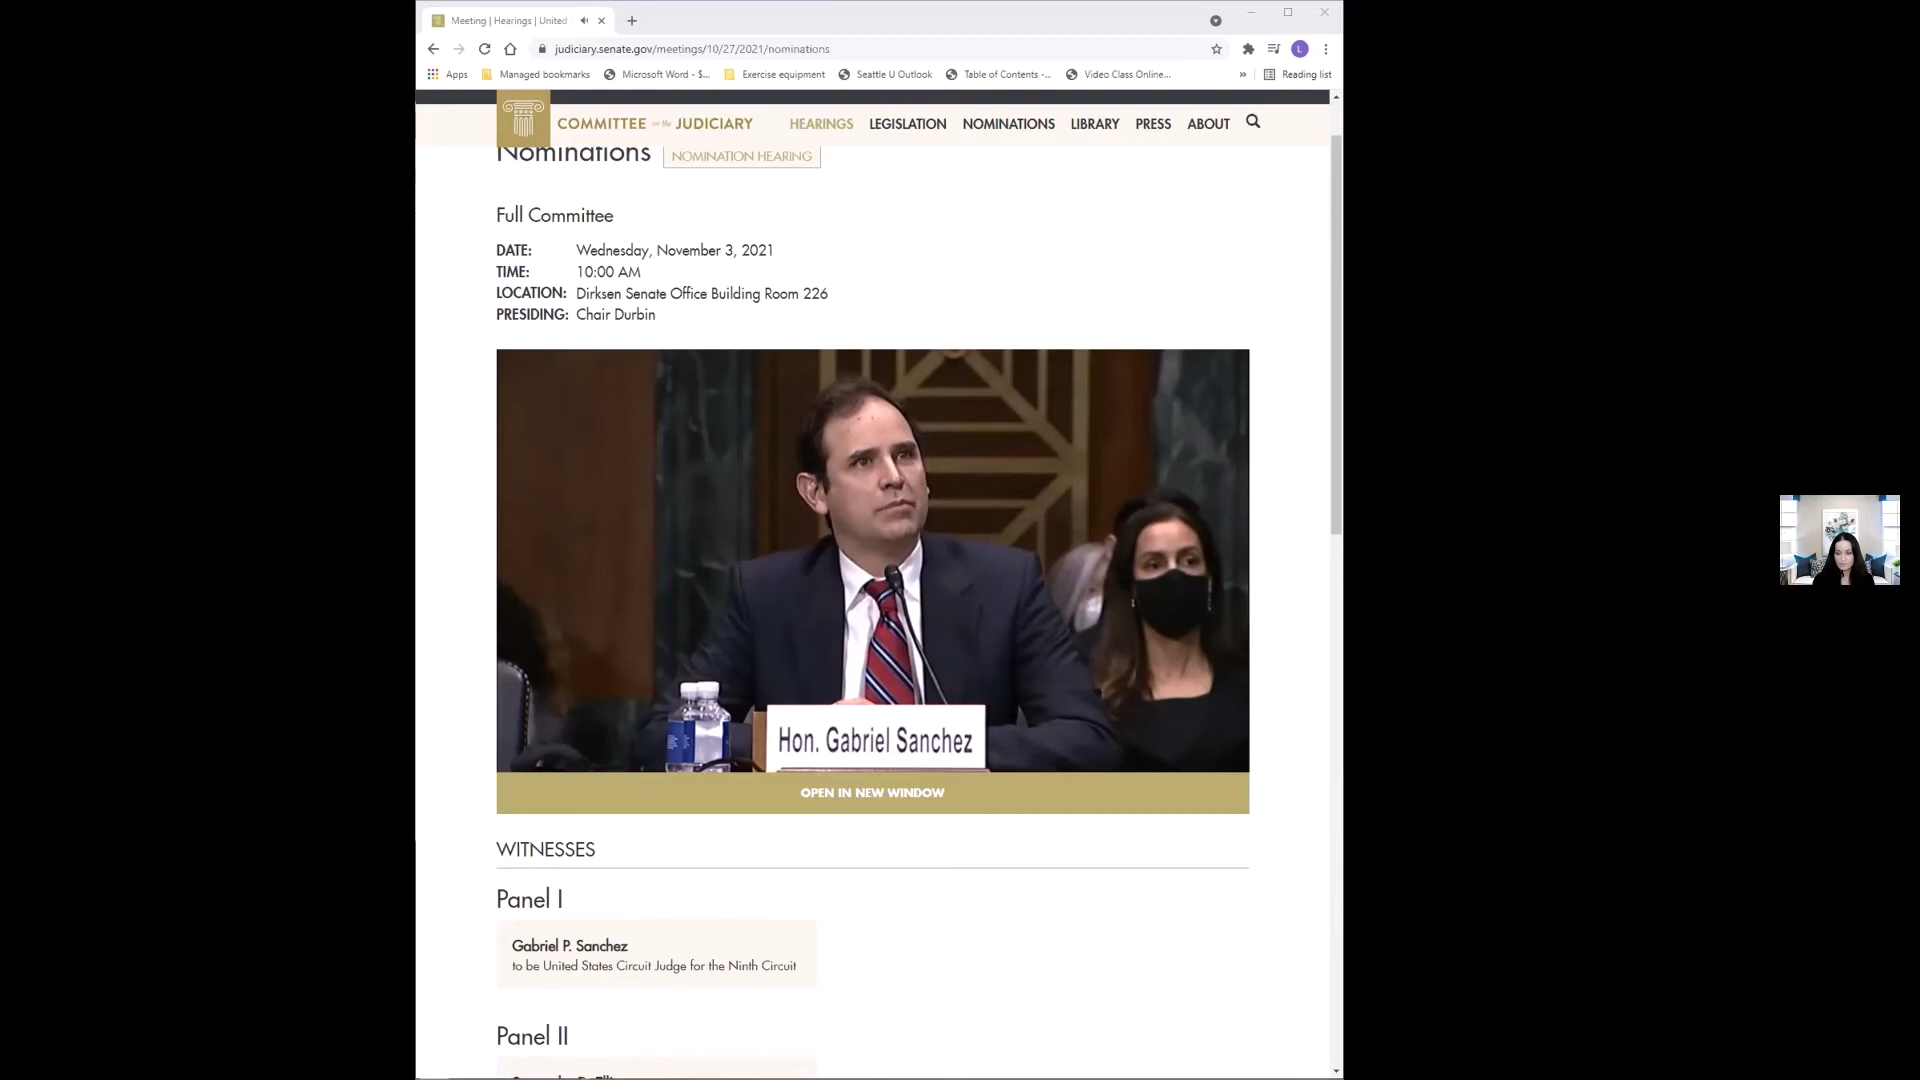 Meeting | Hearings | United
judiciary.senate.gov/meetings/10/27/2021/nominations
L
Apps Managed bookmarks Microsoft Word - $... Exercise equipment Seattle U Outlook Table of Contents -... Video Class Online... » Reading list
COMMITTEE on the JUDICIARY HEARINGS LEGISLATION NOMINATIONS LIBRARY PRESS ABOUT
Nominations NOMINATION HEARING
Full Committee
DATE: Wednesday, November 3, 2021
TIME: 10:00 AM
LOCATION: Dirksen Senate Office Building Room 226
PRESIDING: Chair Durbin
Hon. Gabriel Sanchez
OPEN IN NEW WINDOW
WITNESSES
Panel I
Gabriel P. Sanchez
to be United States Circuit Judge for the Ninth Circuit
Panel II